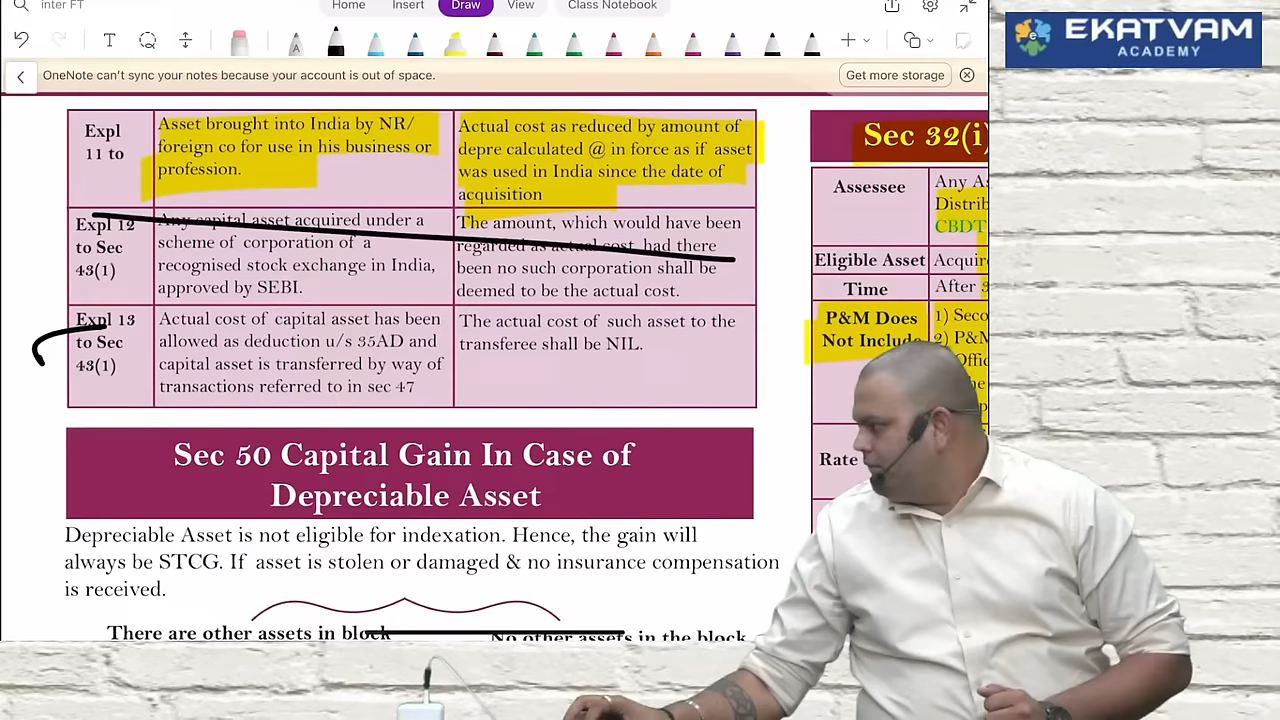 inter FT
Home Insert Draw View Class Notebook
OneNote can't sync your notes because your account is out of space.
Get more storage
EKATVAM
ACADEMY
Expl
11 to
Asset brought into India by NR/
foreign co for use in his business or
profession.
Actual cost as reduced by amount of
depre calculated @ in force as if asset
was used in India since the date of
acquisition
Expl 12
to Sec
43(1)
Any capital asset acquired under a
scheme of corporation of a
recognised stock exchange in India,
approved by SEBI.
The amount, which would have been
regarded as actual cost had there
been no such corporation shall be
deemed to be the actual cost.
Expl 13
to Sec
43(1)
Actual cost of capital asset has been
allowed as deduction u/s 35AD and
capital asset is transferred by way of
transactions referred to in sec 47
The actual cost of such asset to the
transferee shall be NIL.
Sec 50 Capital Gain In Case of
Depreciable Asset
Depreciable Asset is not eligible for indexation. Hence, the gain will
always be STCG. If asset is stolen or damaged & no insurance compensation
is received.
There are other assets in block
No other assets in the block
Sec 32(i)
Assessee
Any
Distrib
CBDT
Eligible Asset
Acquir
Time
After
P&M Does
Not Include
1) Seco
2) P&M
Offic
Rate